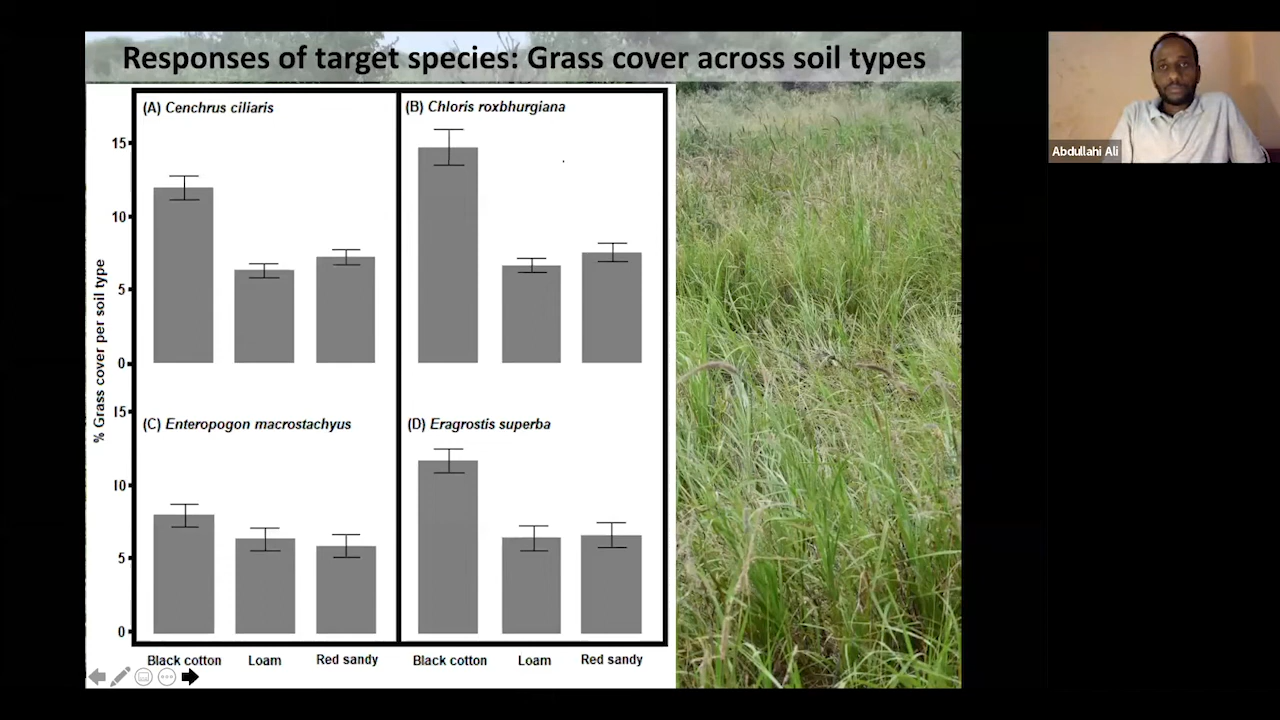 Responses of target species: Grass cover across soil types
Abdullahi Ali
(A) Cenchrus ciliaris
(B) Chloris roxbhurgiana
15
10
5
0
% Grass cover per soil type
(C) Enteropogon macrostachyus
(D) Eragrostis superba
15
10
5
0
Black cotton Loam Red sandy Black cotton Loam Red sandy